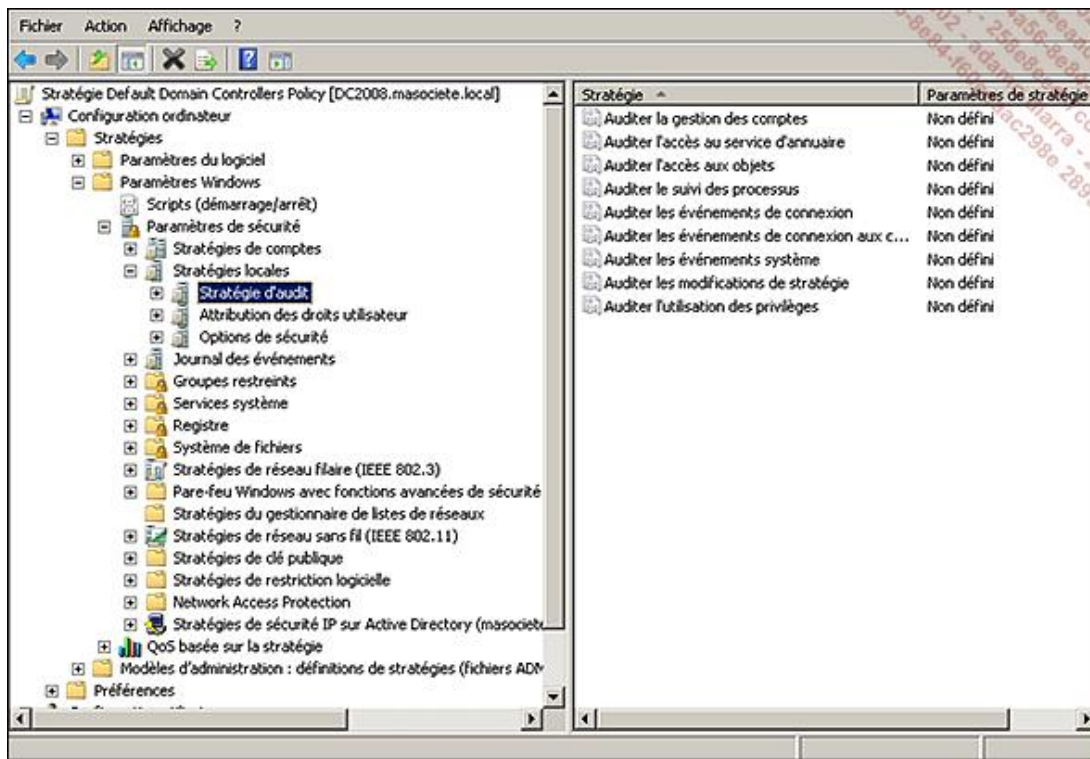 Fichier Action Affichage ?
Stratégie Default Domain Controllers Policy [DC2008.masociete.local]
Configuration ordinateur
Stratégies
Paramètres du logiciel
Paramètres Windows
Scripts (démarrage/arrêt)
Paramètres de sécurité
Stratégies de comptes
Stratégies locales
Stratégie d'audit
Attribution des droits utilisateur
Options de sécurité
Journal des événements
Groupes restreints
Services système
Registre
Système de fichiers
Stratégies de réseau filaire (IEEE 802.3)
Pare-feu Windows avec fonctions avancées de sécurité
Stratégies du gestionnaire de listes de réseaux
Stratégies de réseau sans fil (IEEE 802.11)
Stratégies de clé publique
Stratégies de restriction logicielle
Network Access Protection
Stratégies de sécurité IP sur Active Directory (masociete
QoS basée sur la stratégie
Modèles d'administration : définitions de stratégies (fichiers ADM
Préférences
Stratégie Paramètres de stratégie
Auditer la gestion des comptes Non défini
Auditer l'accès au service d'annuaire Non défini
Auditer l'accès aux objets Non défini
Auditer le suivi des processus Non défini
Auditer les événements de connexion Non défini
Auditer les événements de connexion aux c... Non défini
Auditer les événements système Non défini
Auditer les modifications de stratégie Non défini
Auditer l'utilisation des privilèges Non défini